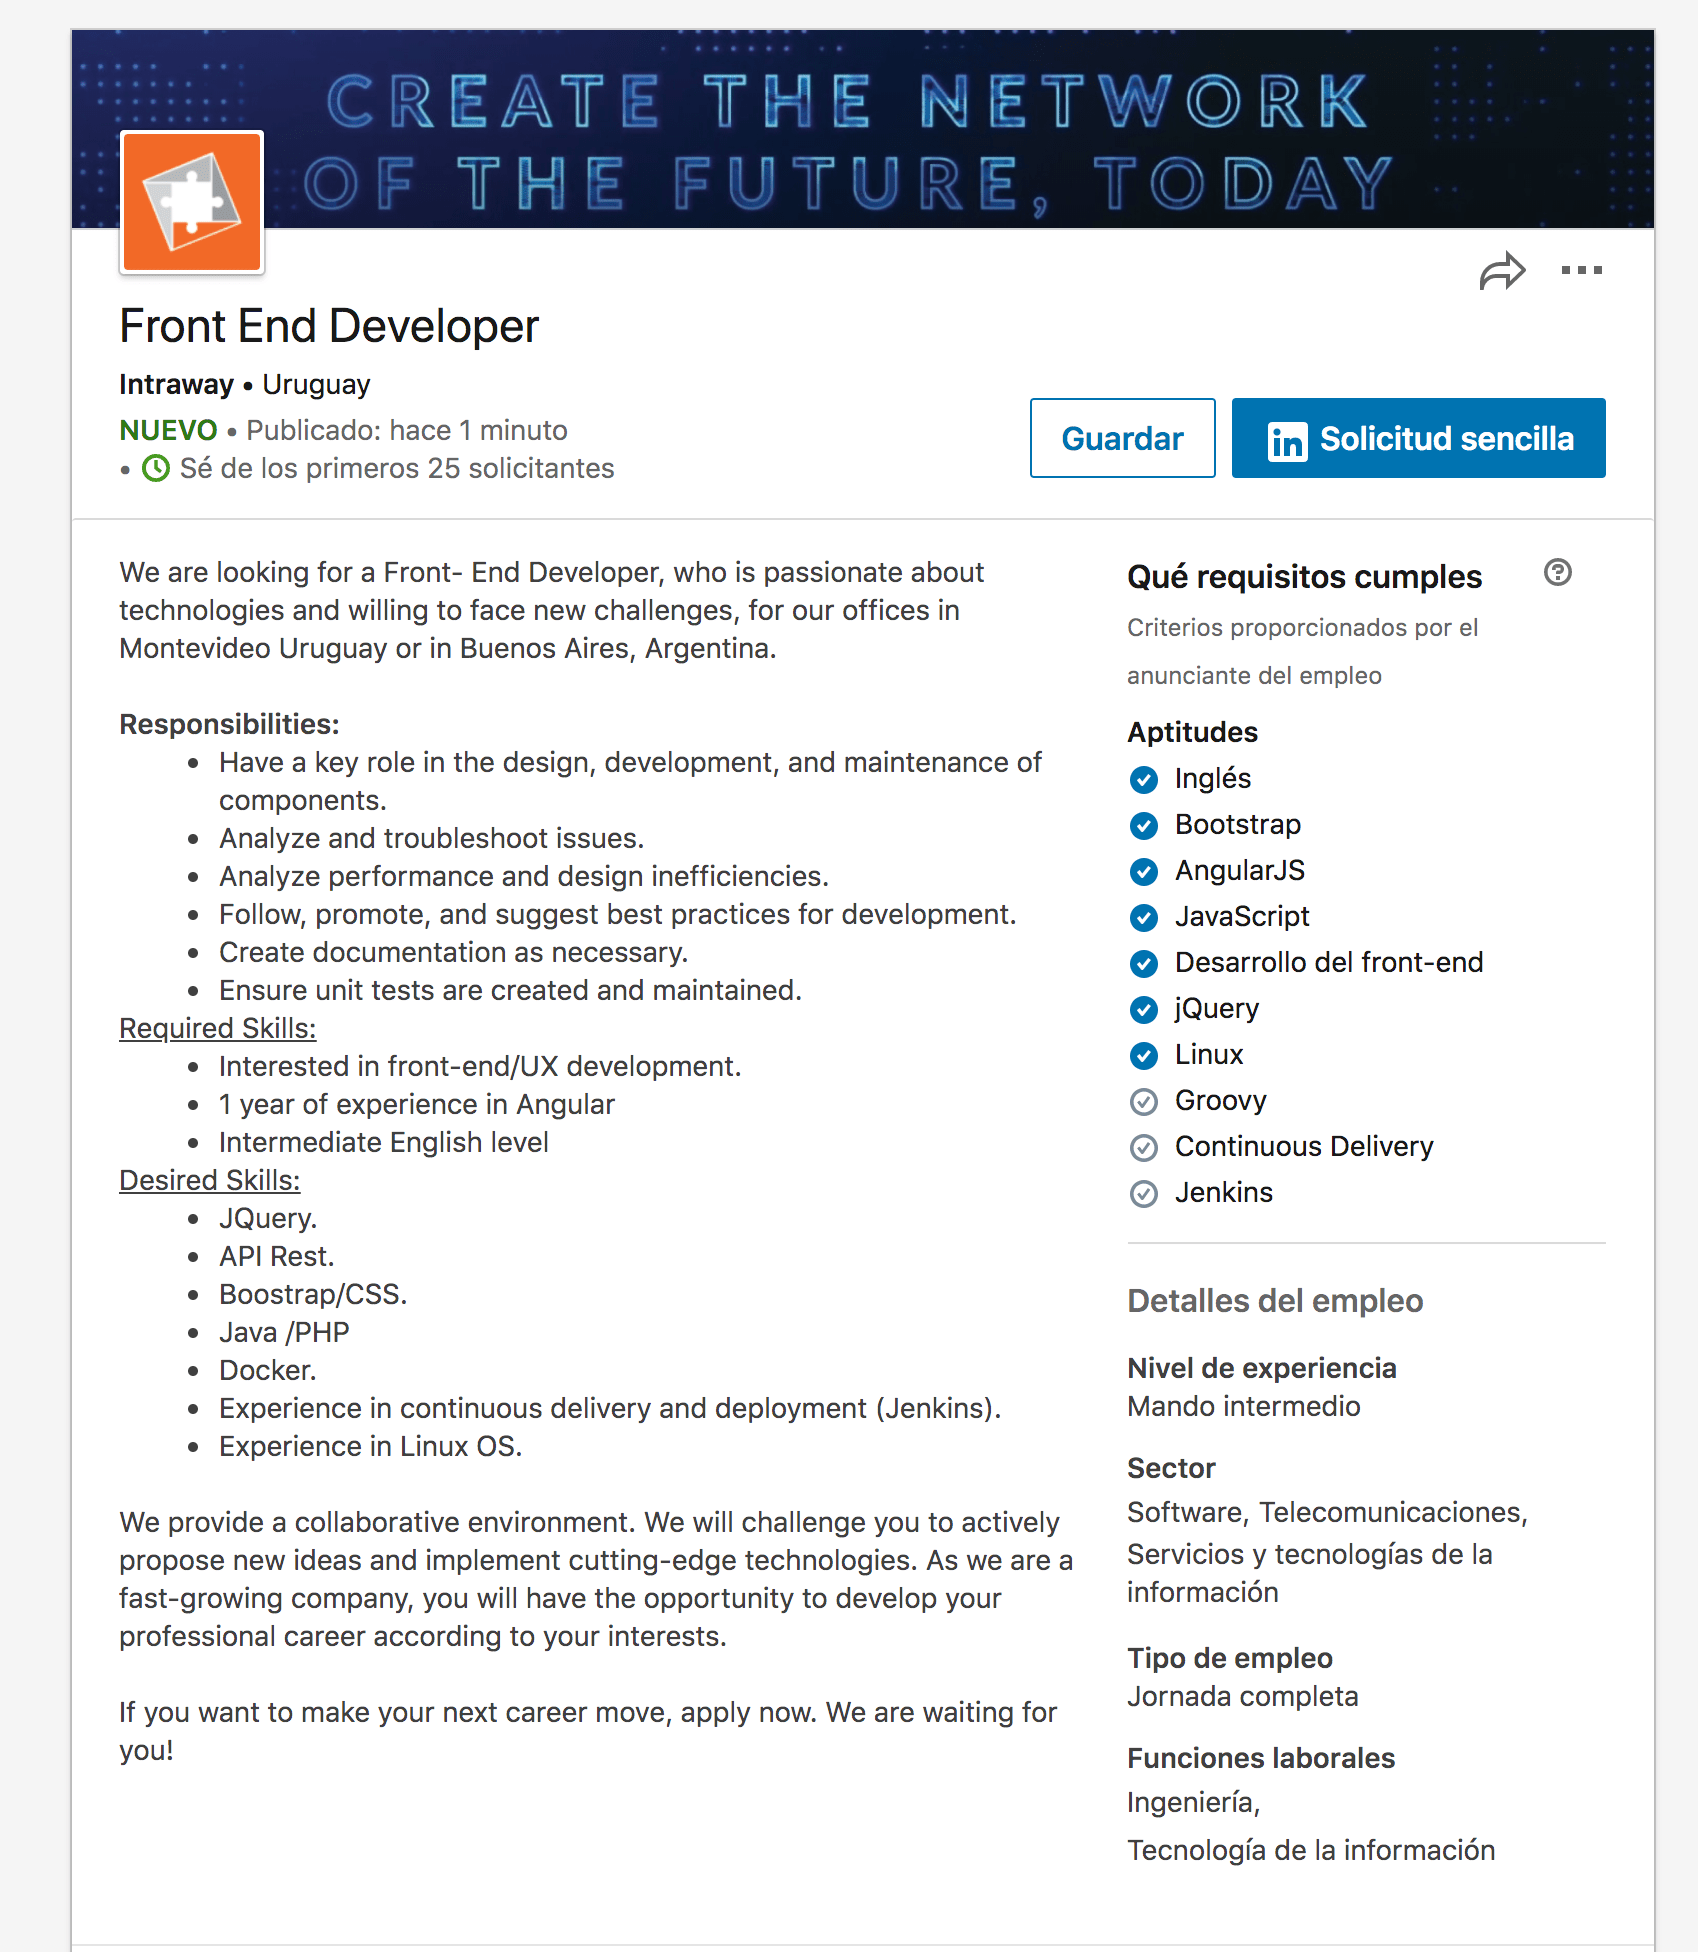 CREATE THE NETWORK
OF THE FUTURE, TODAY
Front End Developer
Intraway • Uruguay
NUEVO • Publicado: hace 1 minuto
• Sé de los primeros 25 solicitantes
Guardar
in Solicitud sencilla
We are looking for a Front- End Developer, who is passionate about
technologies and willing to face new challenges, for our offices in
Montevideo Uruguay or in Buenos Aires, Argentina.
Responsibilities:
• Have a key role in the design, development, and maintenance of
components.
• Analyze and troubleshoot issues.
• Analyze performance and design inefficiencies.
• Follow, promote, and suggest best practices for development.
• Create documentation as necessary.
• Ensure unit tests are created and maintained.
Required Skills:
• Interested in front-end/UX development.
• 1 year of experience in Angular
• Intermediate English level
Desired Skills:
• JQuery.
• API Rest.
• Boostrap/CSS.
• Java /PHP
• Docker.
• Experience in continuous delivery and deployment (Jenkins).
• Experience in Linux OS.
We provide a collaborative environment. We will challenge you to actively
propose new ideas and implement cutting-edge technologies. As we are a
fast-growing company, you will have the opportunity to develop your
professional career according to your interests.
If you want to make your next career move, apply now. We are waiting for
you!
Qué requisitos cumples
Criterios proporcionados por el
anunciante del empleo
Aptitudes
Inglés
Bootstrap
AngularJS
JavaScript
Desarrollo del front-end
jQuery
Linux
Groovy
Continuous Delivery
Jenkins
Detalles del empleo
Nivel de experiencia
Mando intermedio
Sector
Software, Telecomunicaciones,
Servicios y tecnologías de la
información
Tipo de empleo
Jornada completa
Funciones laborales
Ingeniería,
Tecnología de la información